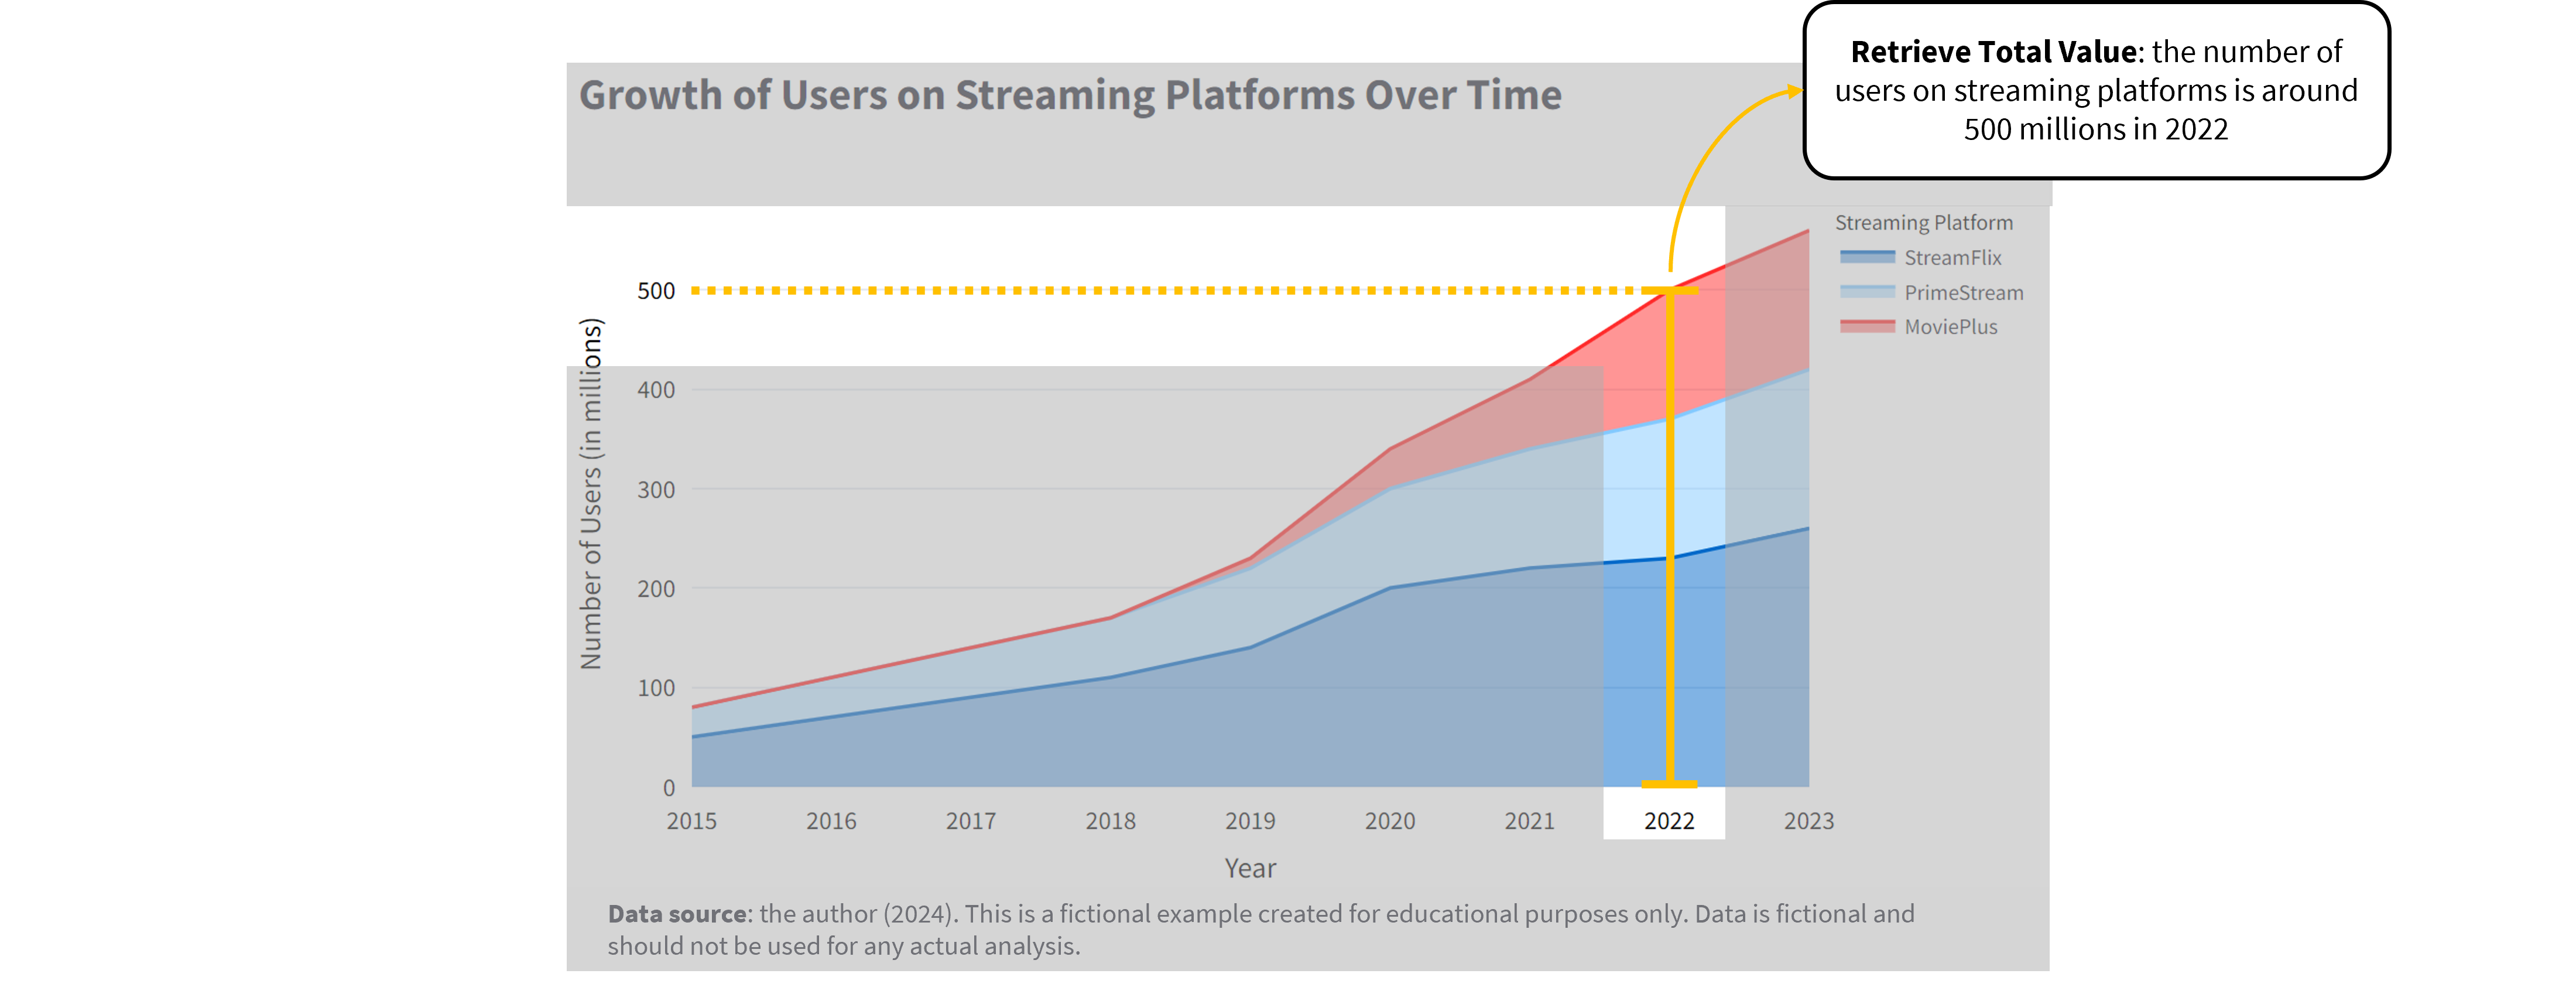 Growth of Users on Streaming Platforms Over Time
Retrieve Total Value: the number of
users on streaming platforms is around
500 millions in 2022
Streaming Platform
StreamFlix
PrimeStream
MoviePlus
Number of Users (in millions)
500
400
300
200
100
0
2015 2016 2017 2018 2019 2020 2021 2022 2023
Year
Data source: the author (2024). This is a fictional example created for educational purposes only. Data is fictional and
should not be used for any actual analysis.